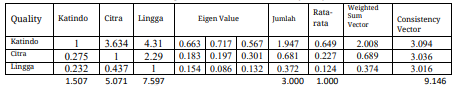 Quality Katindo Citra Lingga Eigen Value Jumlah Rata-rata Weighted Sum Vector Consistency Vector
Katindo 1 3.634 4.31 0.663 0.717 0.567 1.947 0.649 2.008 3.094
Citra 0.275 1 2.29 0.183 0.197 0.301 0.681 0.227 0.689 3.036
Lingga 0.232 0.437 1 0.154 0.086 0.132 0.372 0.124 0.374 3.016
1.507 5.071 7.597 3.000 1.000 9.146